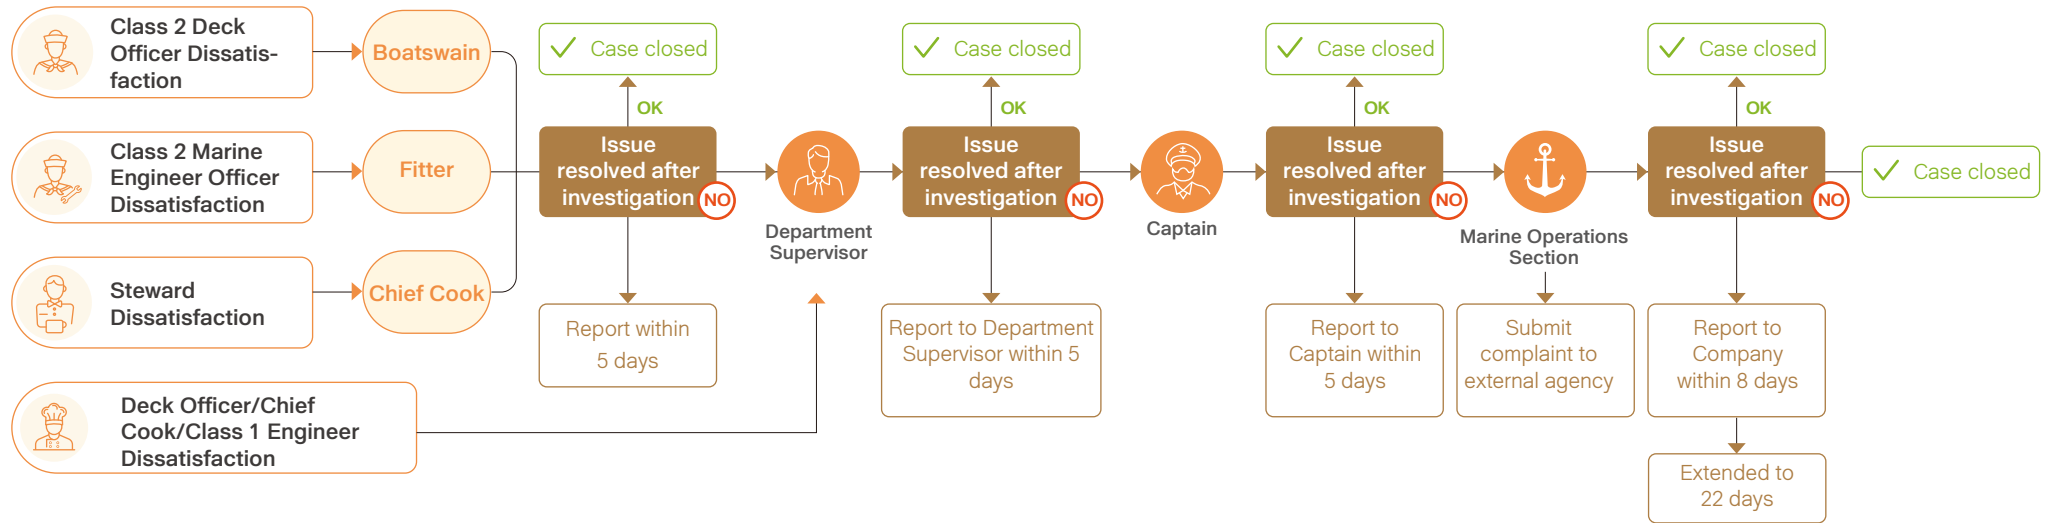 Class 2 Deck
Officer Dissatis-
faction
Boatswain
Case closed
Case closed
Case closed
Case closed
OK
OK
OK
OK
Class 2 Marine
Engineer Officer
Dissatisfaction
Fitter
Issue
resolved after
investigation
NO
Department
Supervisor
Issue
resolved after
investigation
NO
Captain
Issue
resolved after
investigation
NO
Marine Operations
Section
Issue
resolved after
investigation
NO
Case closed
Steward
Dissatisfaction
Chief Cook
Report within
5 days
Report to Department
Supervisor within 5
days
Report to
Captain within
5 days
Submit
complaint to
external agency
Report to
Company
within 8 days
Deck Officer/Chief
Cook/Class 1 Engineer
Dissatisfaction
Extended to
22 days